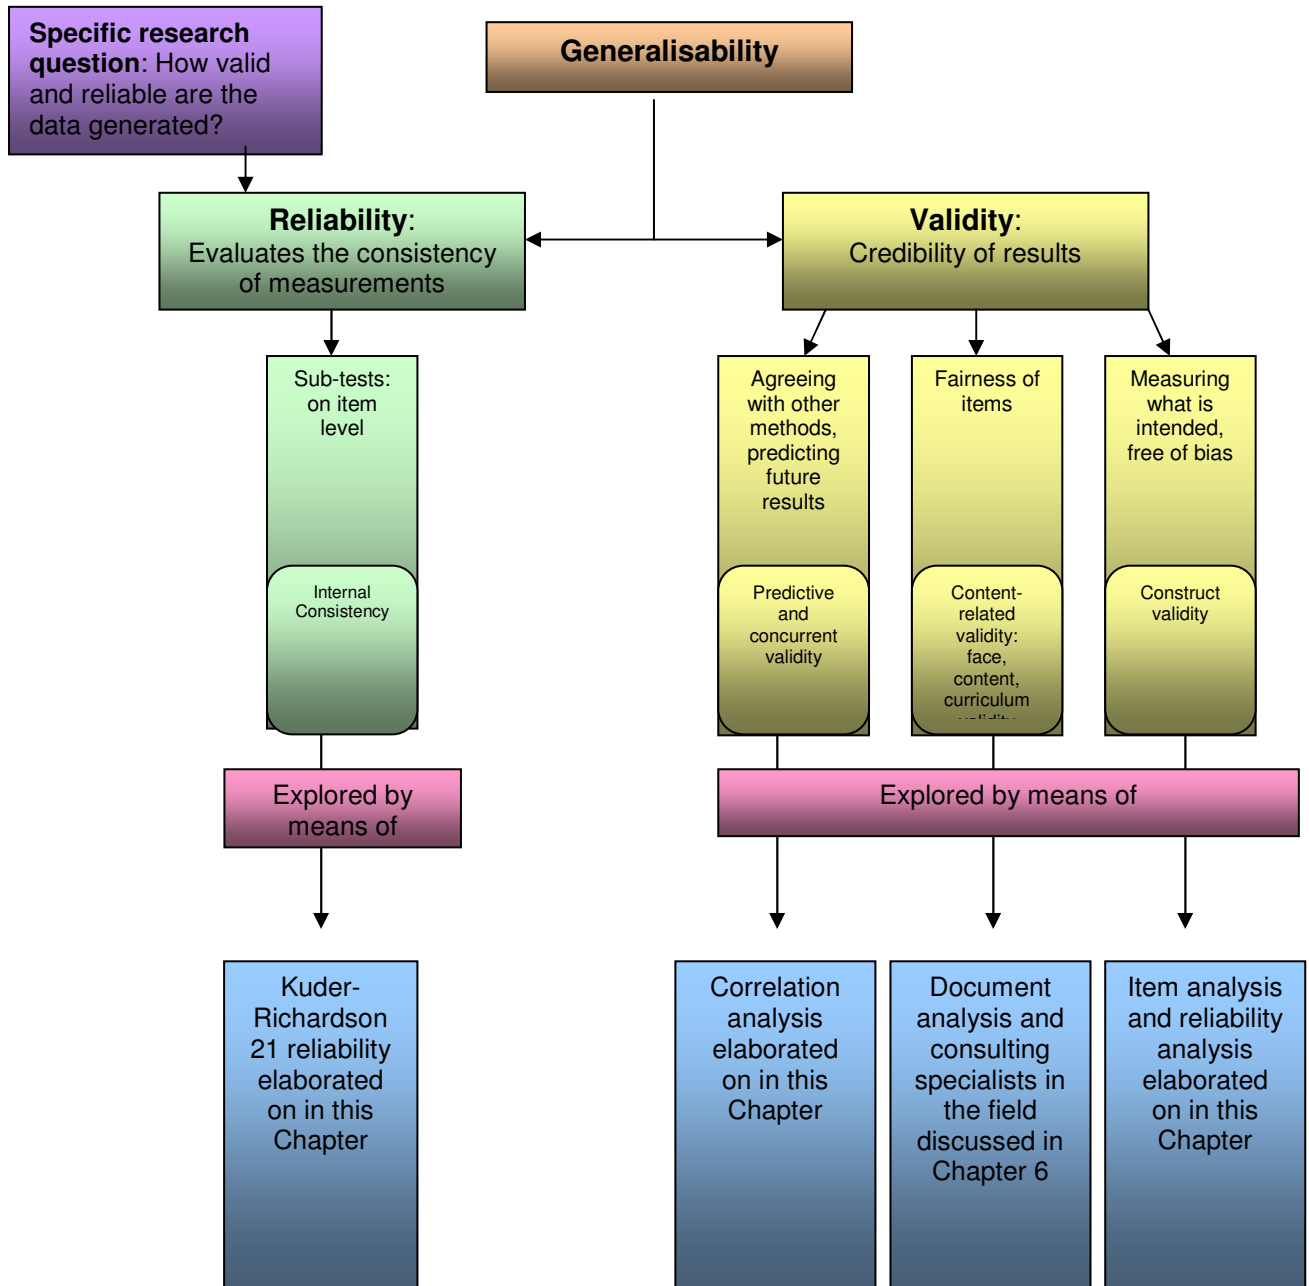 Specific research
question: How valid
and reliable are the
data generated?
Generalisability
Reliability:
Evaluates the consistency
of measurements
Validity:
Credibility of results
Sub-tests:
on item
level
Internal
Consistency
Agreeing
with other
methods,
predicting
future
results
Predictive
and
concurrent
validity
Fairness of
items
Content-
related
validity:
face,
content,
curriculum
Measuring
what is
intended,
free of bias
Construct
validity
Explored by
means of
Explored by means of
Kuder-
Richardson
21 reliability
elaborated
on in this
Chapter
Correlation
analysis
elaborated
on in this
Chapter
Document
analysis and
consulting
specialists in
the field
discussed in
Chapter 6
Item analysis
and reliability
analysis
elaborated
on in this
Chapter